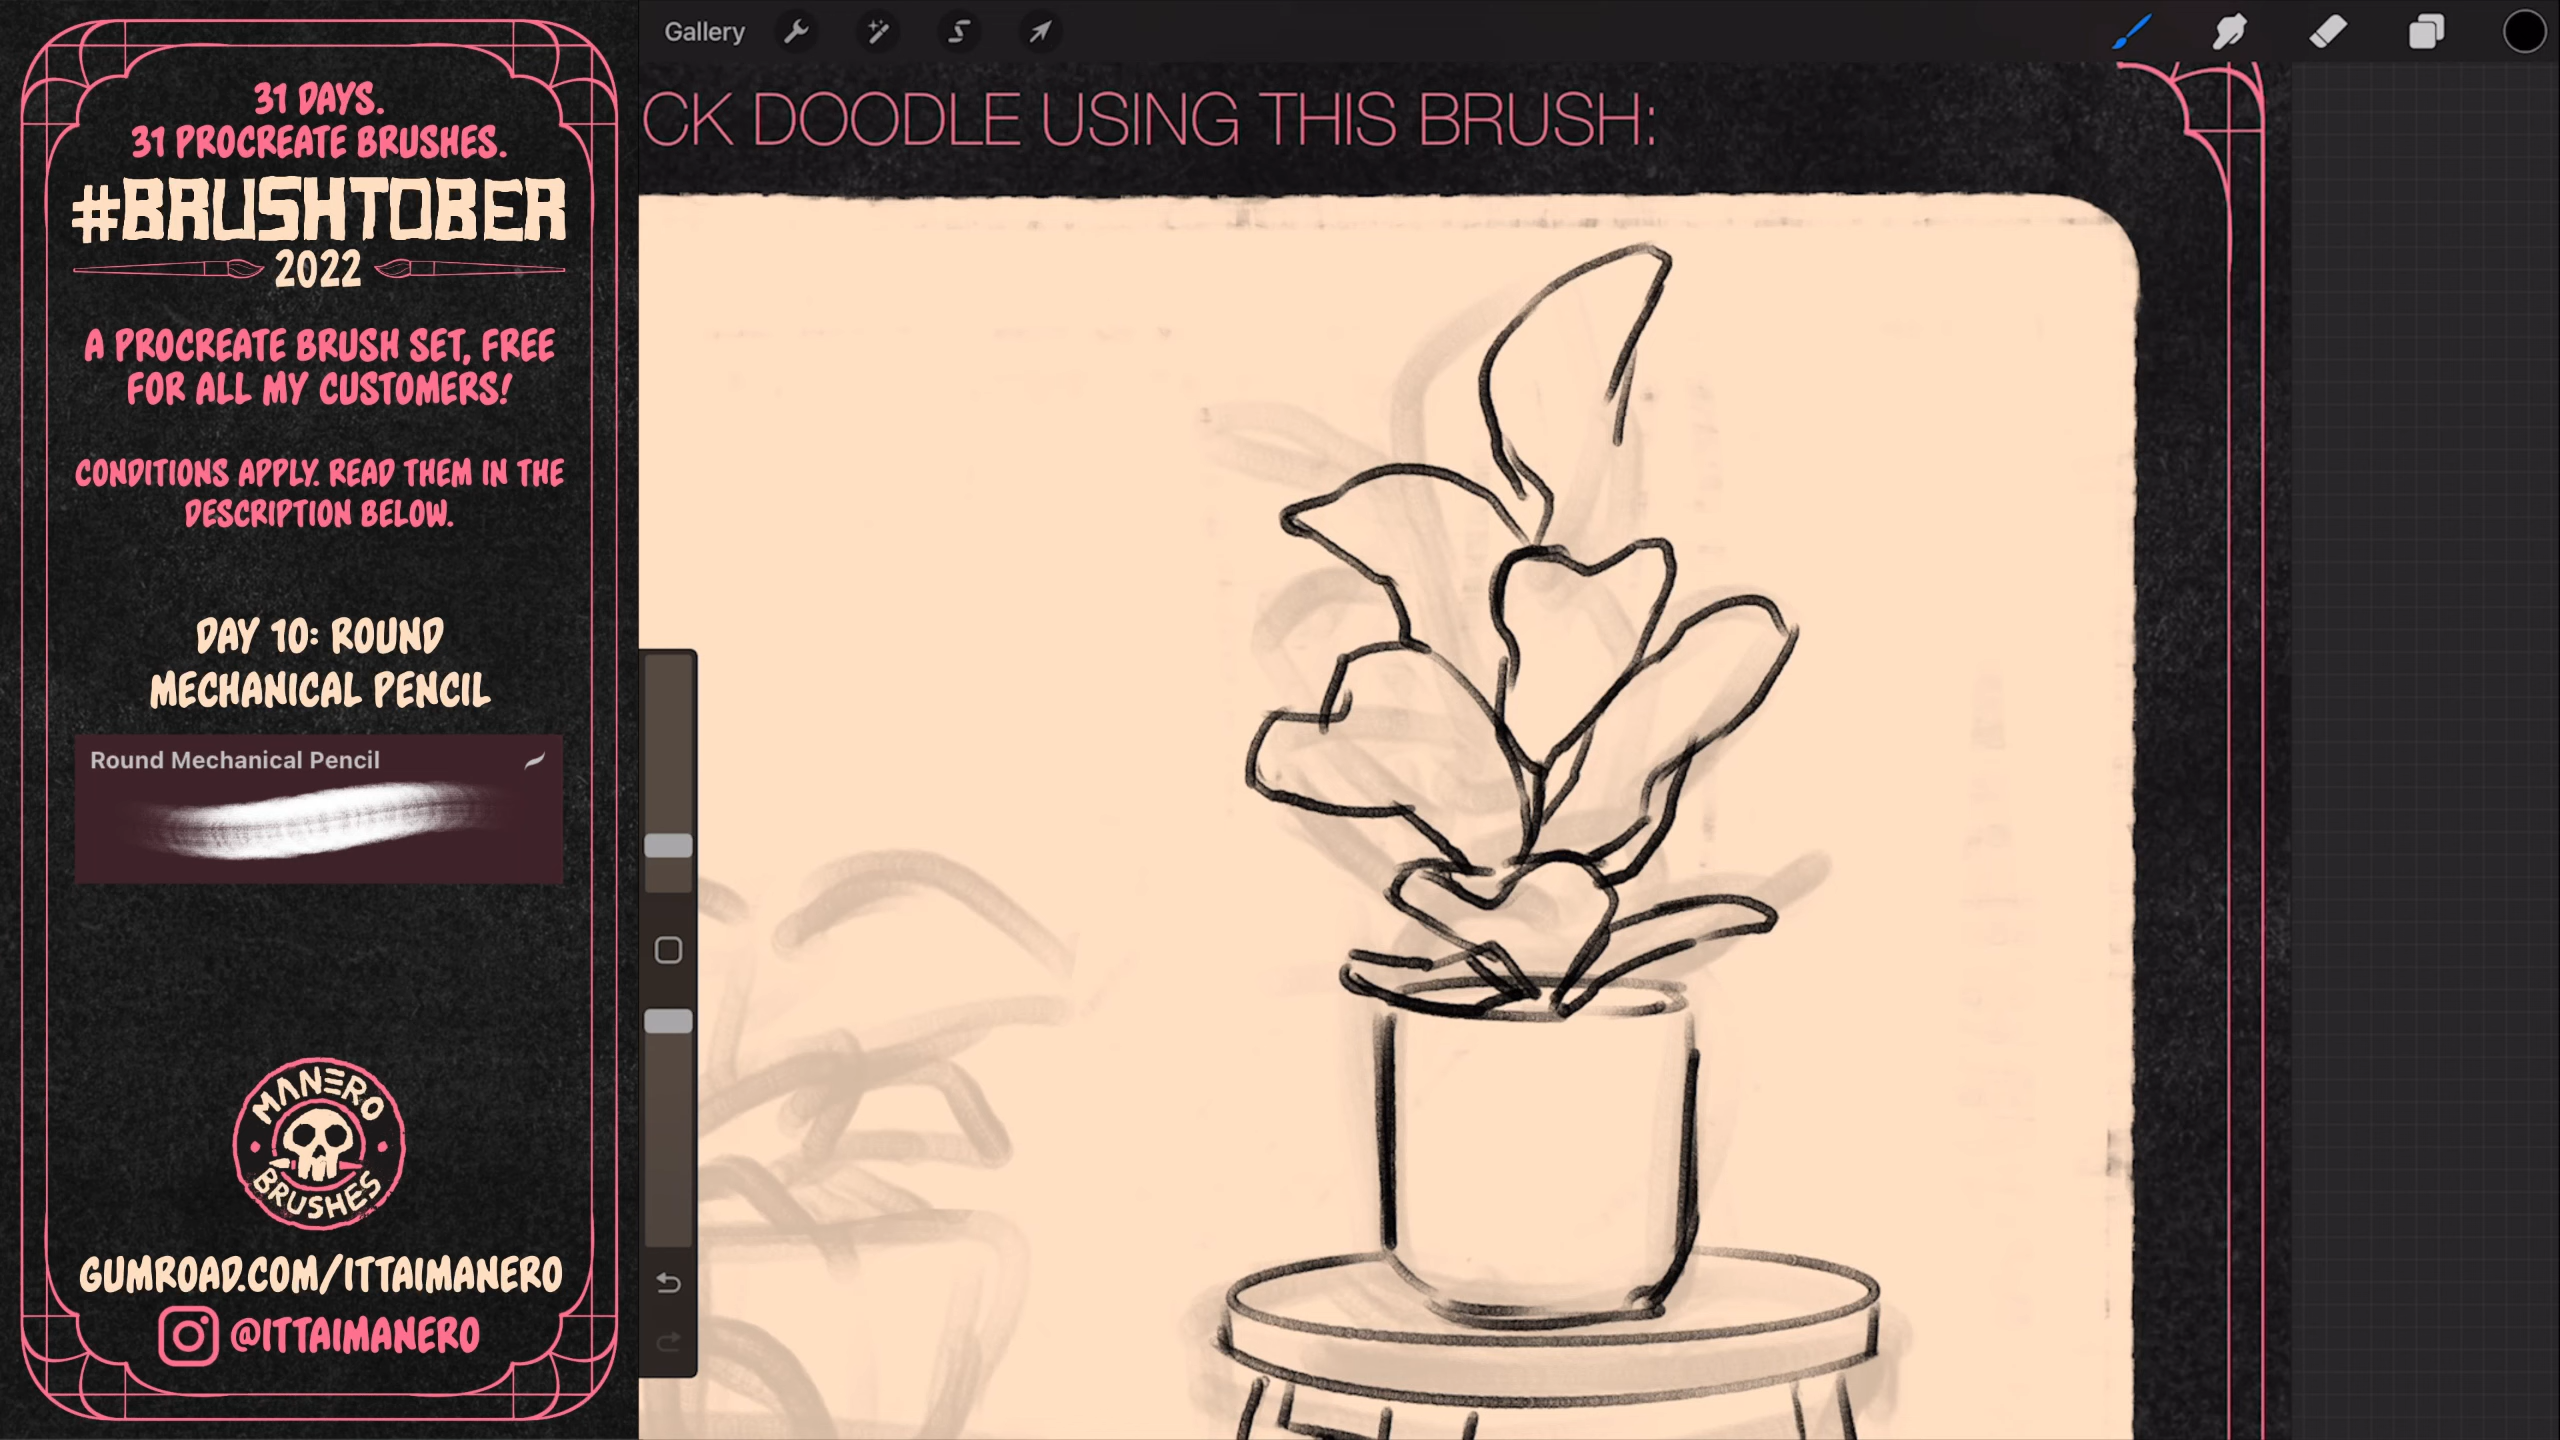 31 DAYS.
31 PROCREATE BRUSHES.
#BRUSHTOBER
2022
A PROCREATE BRUSH SET, FREE
FOR ALL MY CUSTOMERS!
CONDITIONS APPLY. READ THEM IN THE
DESCRIPTION BELOW.
DAY 10: ROUND
MECHANICAL PENCIL
Round Mechanical Pencil
MANERO
BRUSHES
GUMROAD.COM/ITTAIMANERO
@ITTAIMANERO
Gallery
CK DOODLE USING THIS BRUSH: